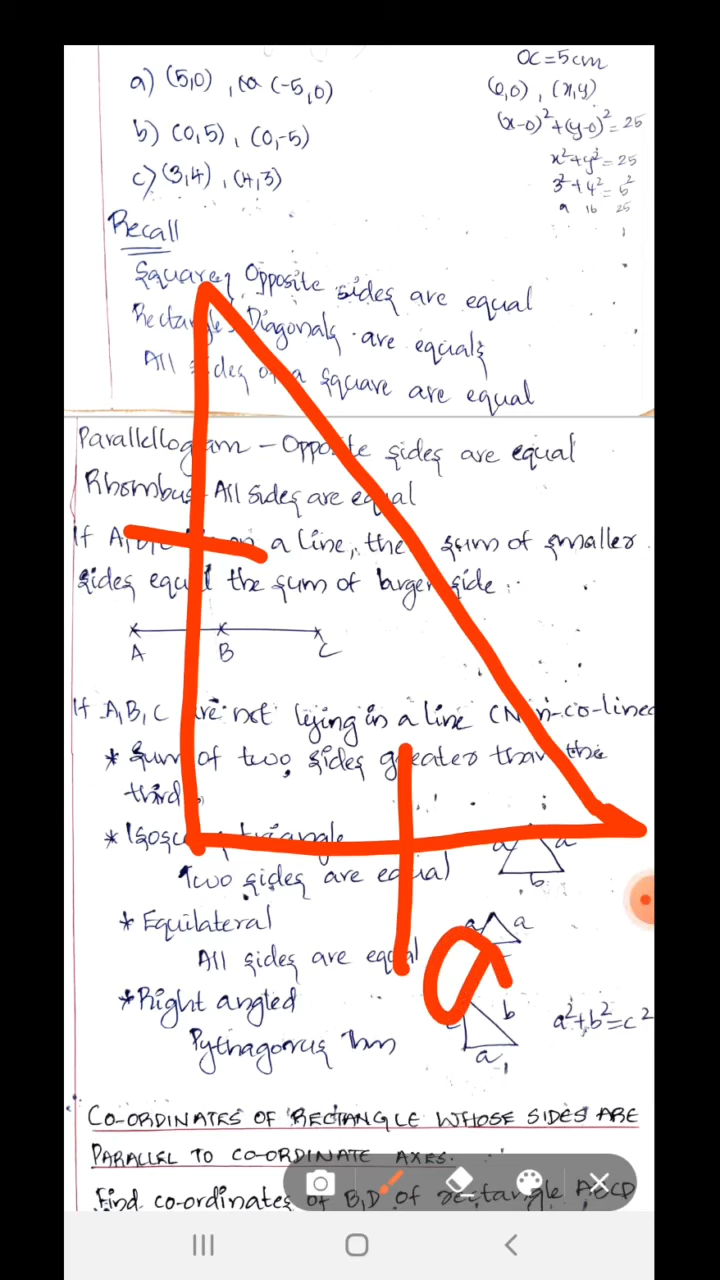 OC=5cm
a) (5,0) , (-5,0)
(0,0) , (x,y)
(x-0)²+(y-0)²=25
b) (0,5) , (0,-5)
x²+y²=25
c) (3,4) , (4,3)
3²+4²=5²
9 16 25
Recall
Square, Opposite sides are equal
Rectangle, Diagonals are equal
All sides of a square are equal
Parallellogam - Opposite sides are equal
Rhombus - All sides are equal
If A, a line, the sum of smaller
sides equal the sum of larger side.
A B C
If A,B,C are not lying in a line (Non-co-linea
* Sum of two sides greater than the
third
* Isosceles triangle
Two sides are equal
a a
b
* Equilateral
All sides are equal
a a
*Right angled
Pythagorus Thm
b
a
a²+b²=c²
a
CO-ORDINATES OF RECTANGLE WHOSE SIDES ARE
PARALLEL TO CO-ORDINATE AXES.
Find co-ordinates of B,D of rectangle ABCD